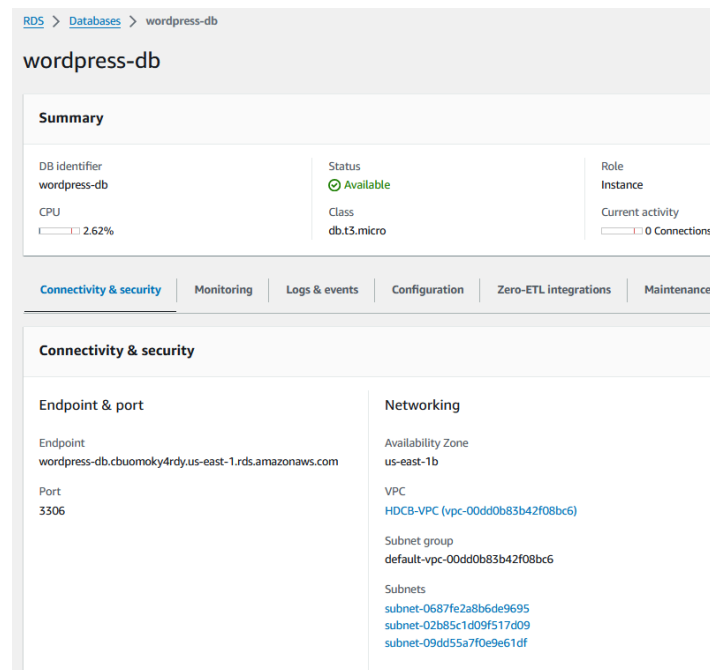 RDS > Databases > wordpress-db
wordpress-db
Summary
DB identifier
wordpress-db
Status
Available
Role
Instance
CPU
2.62%
Class
db.t3.micro
Current activity
0 Connections
Connectivity & security
Monitoring
Logs & events
Configuration
Zero-ETL integrations
Maintenance
Connectivity & security
Endpoint & port
Endpoint
wordpress-db.cbuomoky4rdy.us-east-1.rds.amazonaws.com
Port
3306
Networking
Availability Zone
us-east-1b
VPC
HDCB-VPC (vpc-00dd0b83b42f08bc6)
Subnet group
default-vpc-00dd0b83b42f08bc6
Subnets
subnet-0687fe2a8b6de9695
subnet-02b85c1d09f517d09
subnet-09dd55a7f0e9e61df